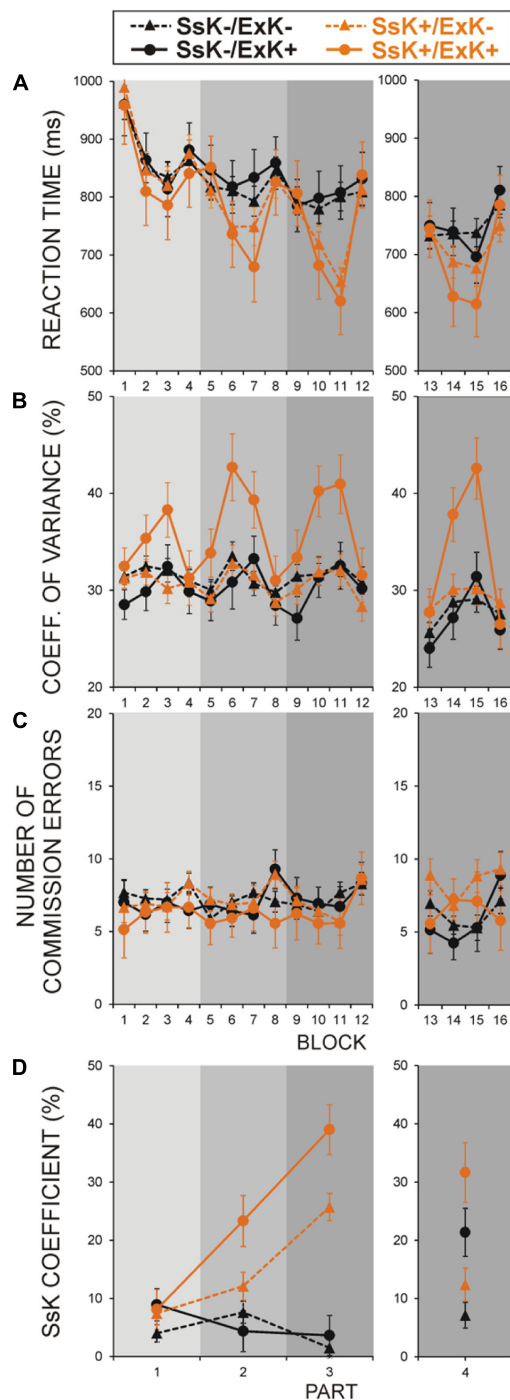 SsK-/ExK- SsK+/ExK-
SsK-/ExK+ SsK+/ExK+
A
REACTION TIME (ms)
1000
900
800
700
600
500
1 2 3 4 5 6 7 8 9 10 11 12
1000
900
800
700
600
500
13 14 15 16
B
COEFF. OF VARIANCE (%)
50
40
30
20
1 2 3 4 5 6 7 8 9 10 11 12
50
40
30
20
13 14 15 16
C
NUMBER OF
COMMISSION ERRORS
20
15
10
5
0
1 2 3 4 5 6 7 8 9 10 11 12
20
15
10
5
0
13 14 15 16
BLOCK
D
SsK COEFFICIENT (%)
50
40
30
20
10
0
1 2 3
50
40
30
20
10
0
4
PART